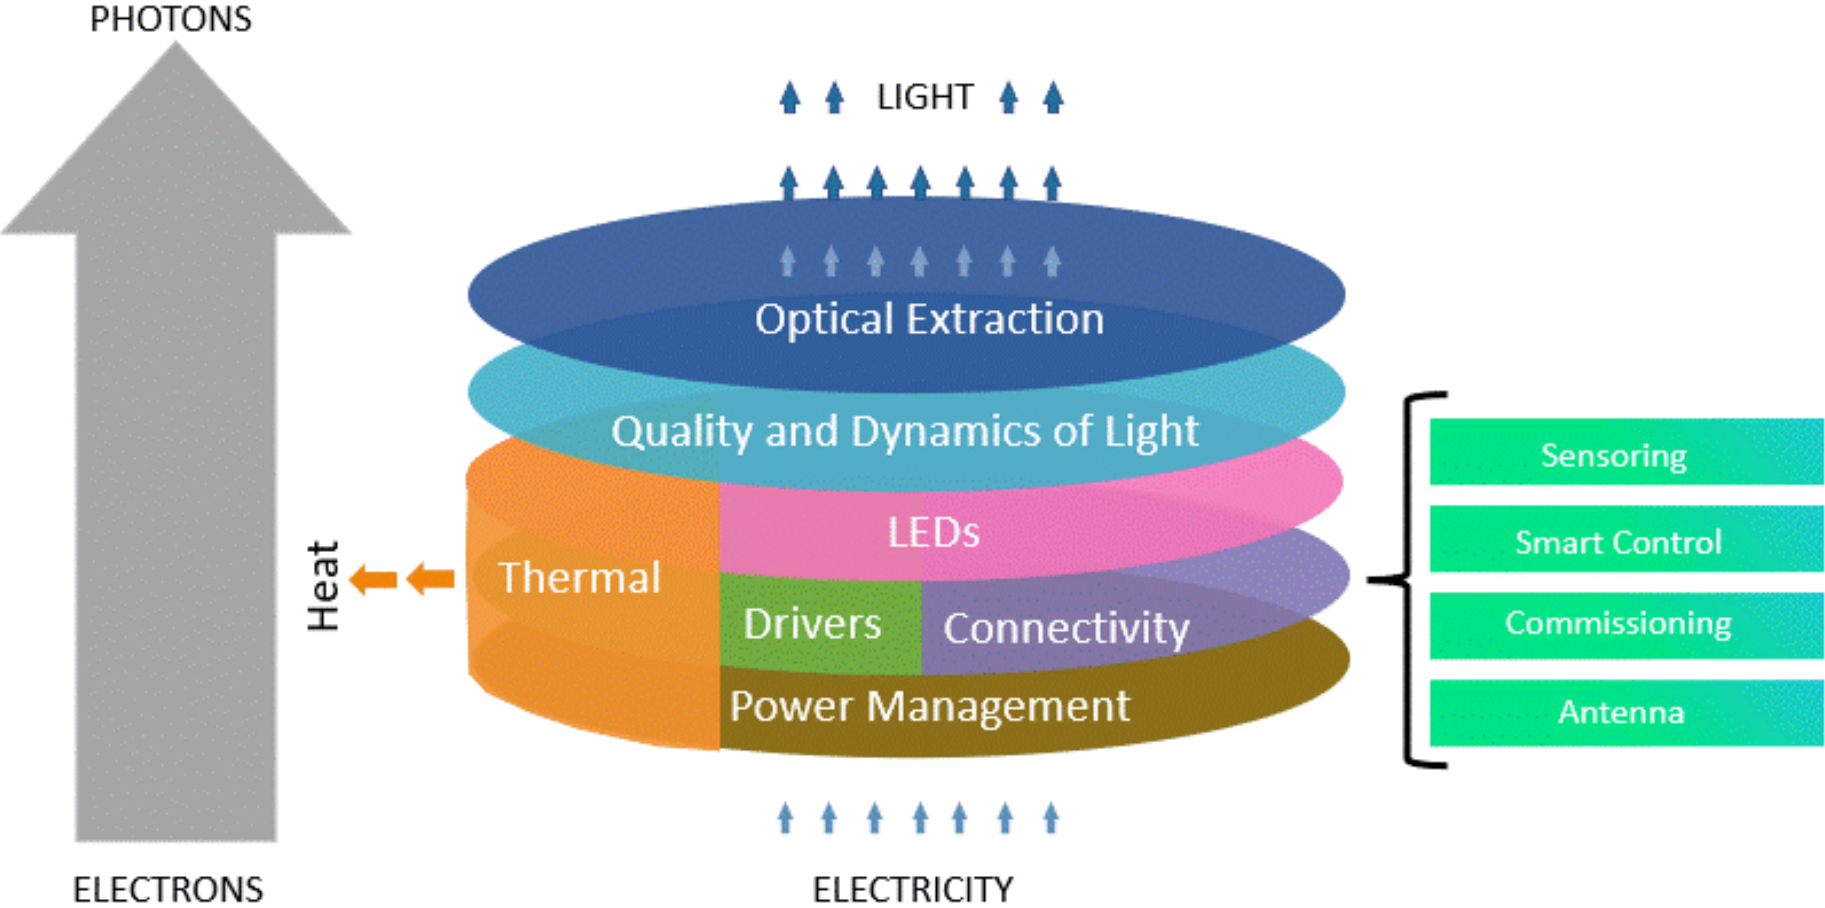 PHOTONS
LIGHT
Optical Extraction
Quality and Dynamics of Light
LEDs
Thermal
Heat
Drivers
Connectivity
Power Management
Sensoring
Smart Control
Commissioning
Antenna
ELECTRONS
ELECTRICITY